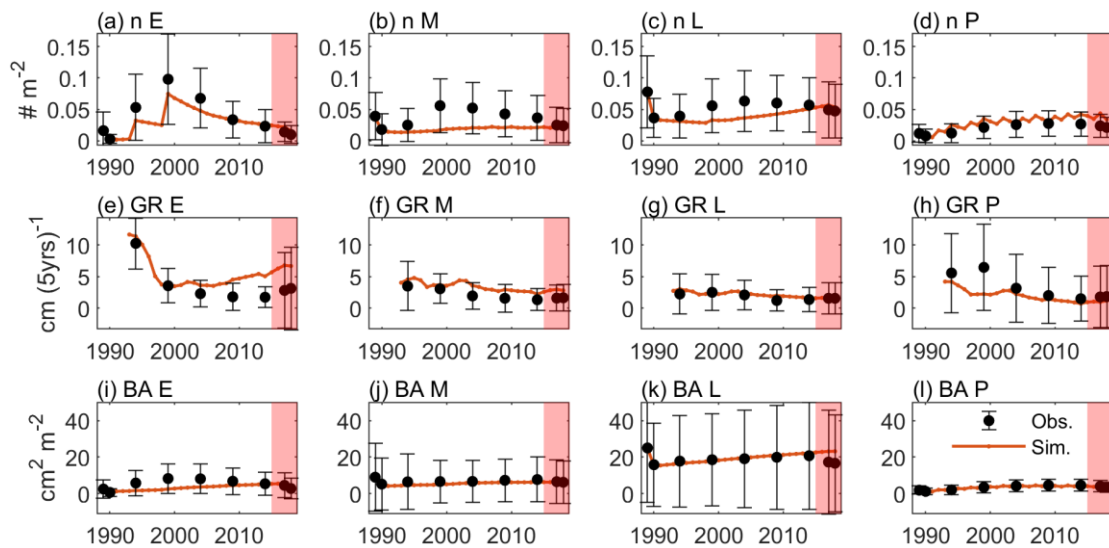 (a) n E (b) n M (c) n L (d) n P
# m-2
0.15 0.15 0.15 0.15
0.1 0.1 0.1 0.1
0.05 0.05 0.05 0.05
0 0 0 0
1990 2000 2010 1990 2000 2010 1990 2000 2010 1990 2000 2010
(e) GR E (f) GR M (g) GR L (h) GR P
cm (5yrs)-1
10 10 10 10
5 5 5 5
0 0 0 0
1990 2000 2010 1990 2000 2010 1990 2000 2010 1990 2000 2010
(i) BA E (j) BA M (k) BA L (l) BA P
cm2 m-2
40 40 40 40
20 20 20 20
0 0 0 0
Obs.
Sim.
1990 2000 2010 1990 2000 2010 1990 2000 2010 1990 2000 2010